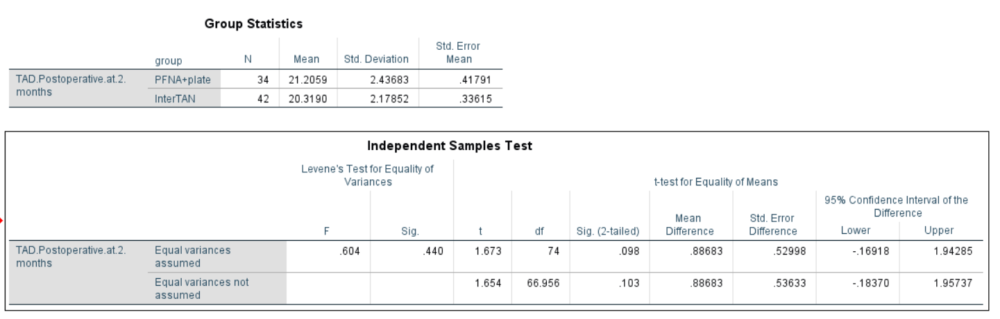 Group Statistics
Std. Error
group N Mean Std. Deviation Mean
TAD.Postoperative.at.2. PFNA+plate 34 21.2059 2.43683 .41791
months
InterTAN 42 20.3190 2.17852 .33615
Independent Samples Test
Levene's Test for Equality of
Variances t-test for Equality of Means
95% Confidence Interval of the
Mean Std. Error Difference
F Sig. t df Sig. (2-tailed) Difference Difference Lower Upper
TAD.Postoperative.at.2. Equal variances .604 .440 1.673 74 .098 .88683 .52998 -.16918 1.94285
months assumed
Equal variances not 1.654 66.956 .103 .88683 .53633 -.18370 1.95737
assumed